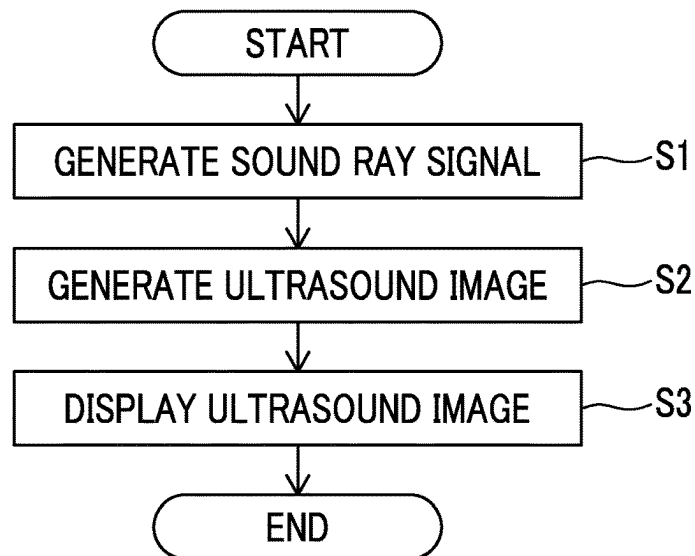 START
GENERATE SOUND RAY SIGNAL
S1
GENERATE ULTRASOUND IMAGE
S2
DISPLAY ULTRASOUND IMAGE
S3
END